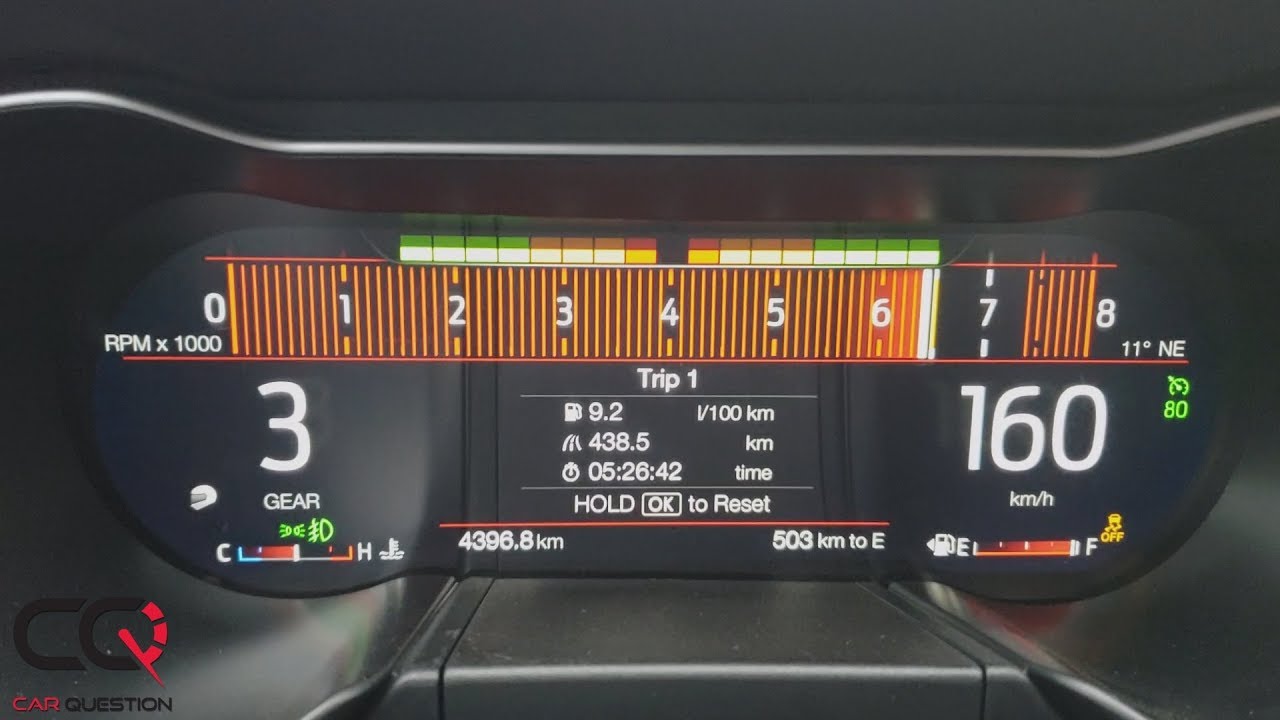 0 1 2 3 4 5 6 7 8
RPM x 1000
11° NE
Trip 1
9.2 l/100 km
438.5 km
05:26:42 time
HOLD OK to Reset
3
GEAR
160
km/h
80
C H
4396.8 km
503 km to E
E F
OFF
CQ
CAR QUESTION